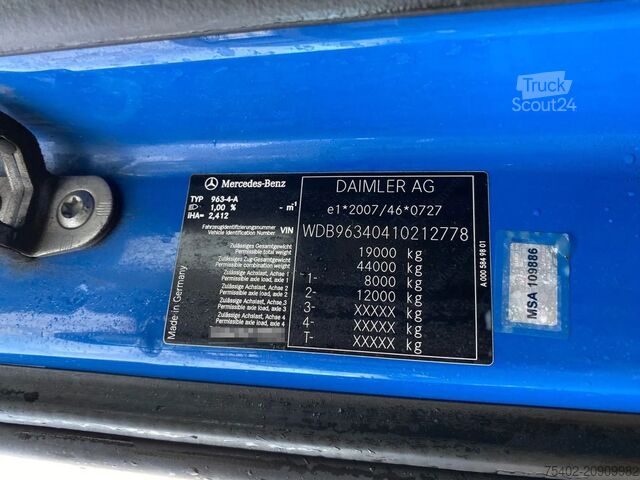 Truck
Scout24
Mercedes-Benz
TYP 963-4-A
1,00 % - m⁻¹
IHA= 2,412
Fahrzeugidentifizierungsnummer
Vehicle Identification Number VIN
Zulässiges Gesamtgewicht
Permissible total weight
Zulässiges Zug-Gesamtgewicht
Permissible combination weight
Zulässige Achslast, Achse 1
Permissible axle load, axle 1
Zulässige Achslast, Achse 2
Permissible axle load, axle 2
Zulässige Achslast, Achse 3
Permissible axle load, axle 3
Zulässige Achslast, Achse 4
Permissible axle load, axle 4
Made in Germany
DAIMLER AG
e1*2007/46*0727
WDB96340410212778
19000 kg
44000 kg
1- 8000 kg
2- 12000 kg
3- XXXXX kg
4- XXXXX kg
T- XXXXX kg
A 000 584 98 01
MSA 109886
75402-20909982